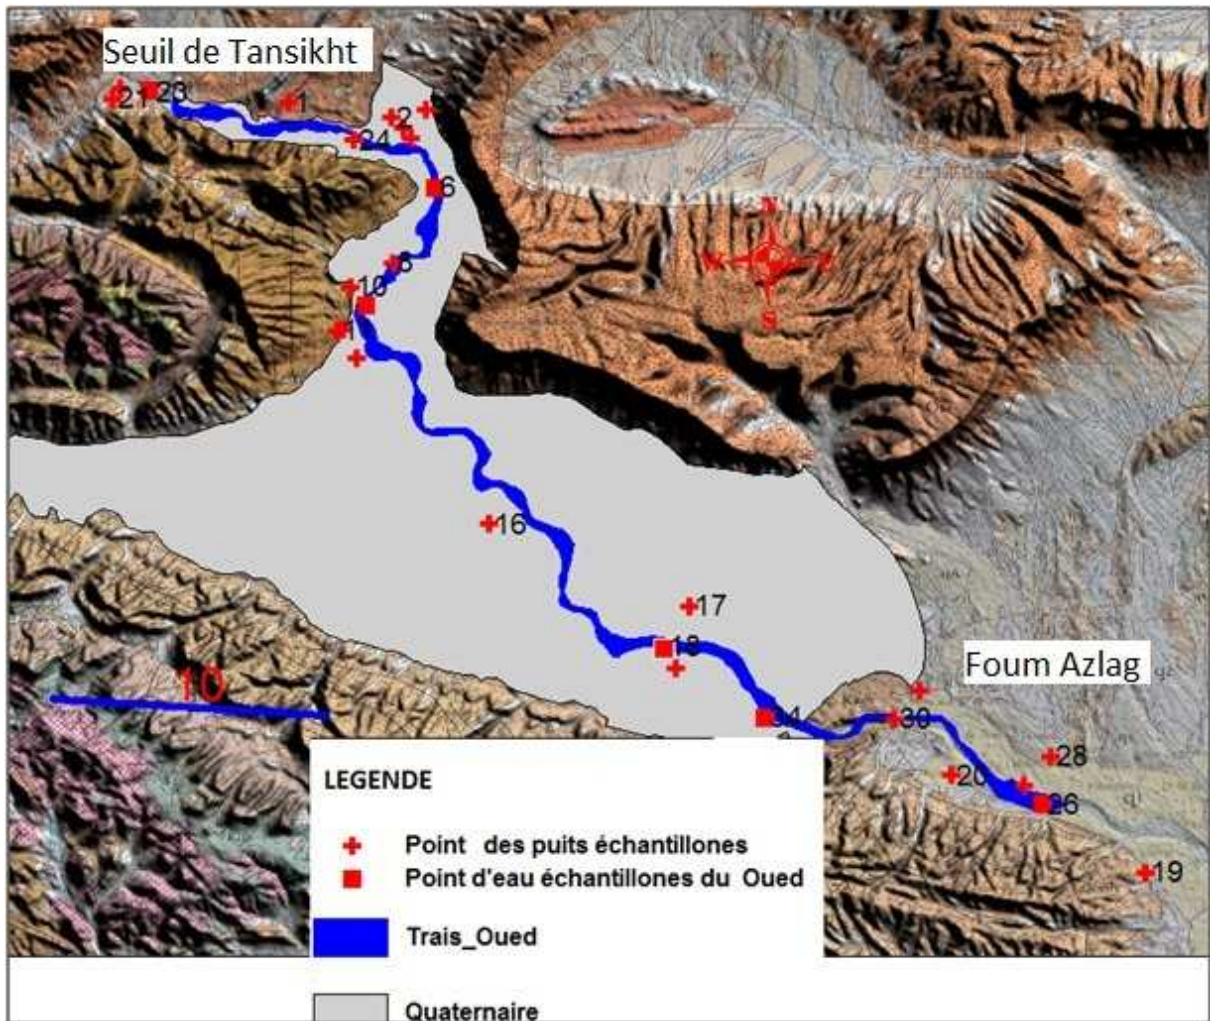 Seuil de Tansikht
21
23
1
2
24
6
8
10
1
16
17
18
Foum Azlag
34
30
28
20
26
19
10
S
LEGENDE
Point des puits échantillones
Point d'eau échantillones du Oued
Trais_Oued
Quaternaire